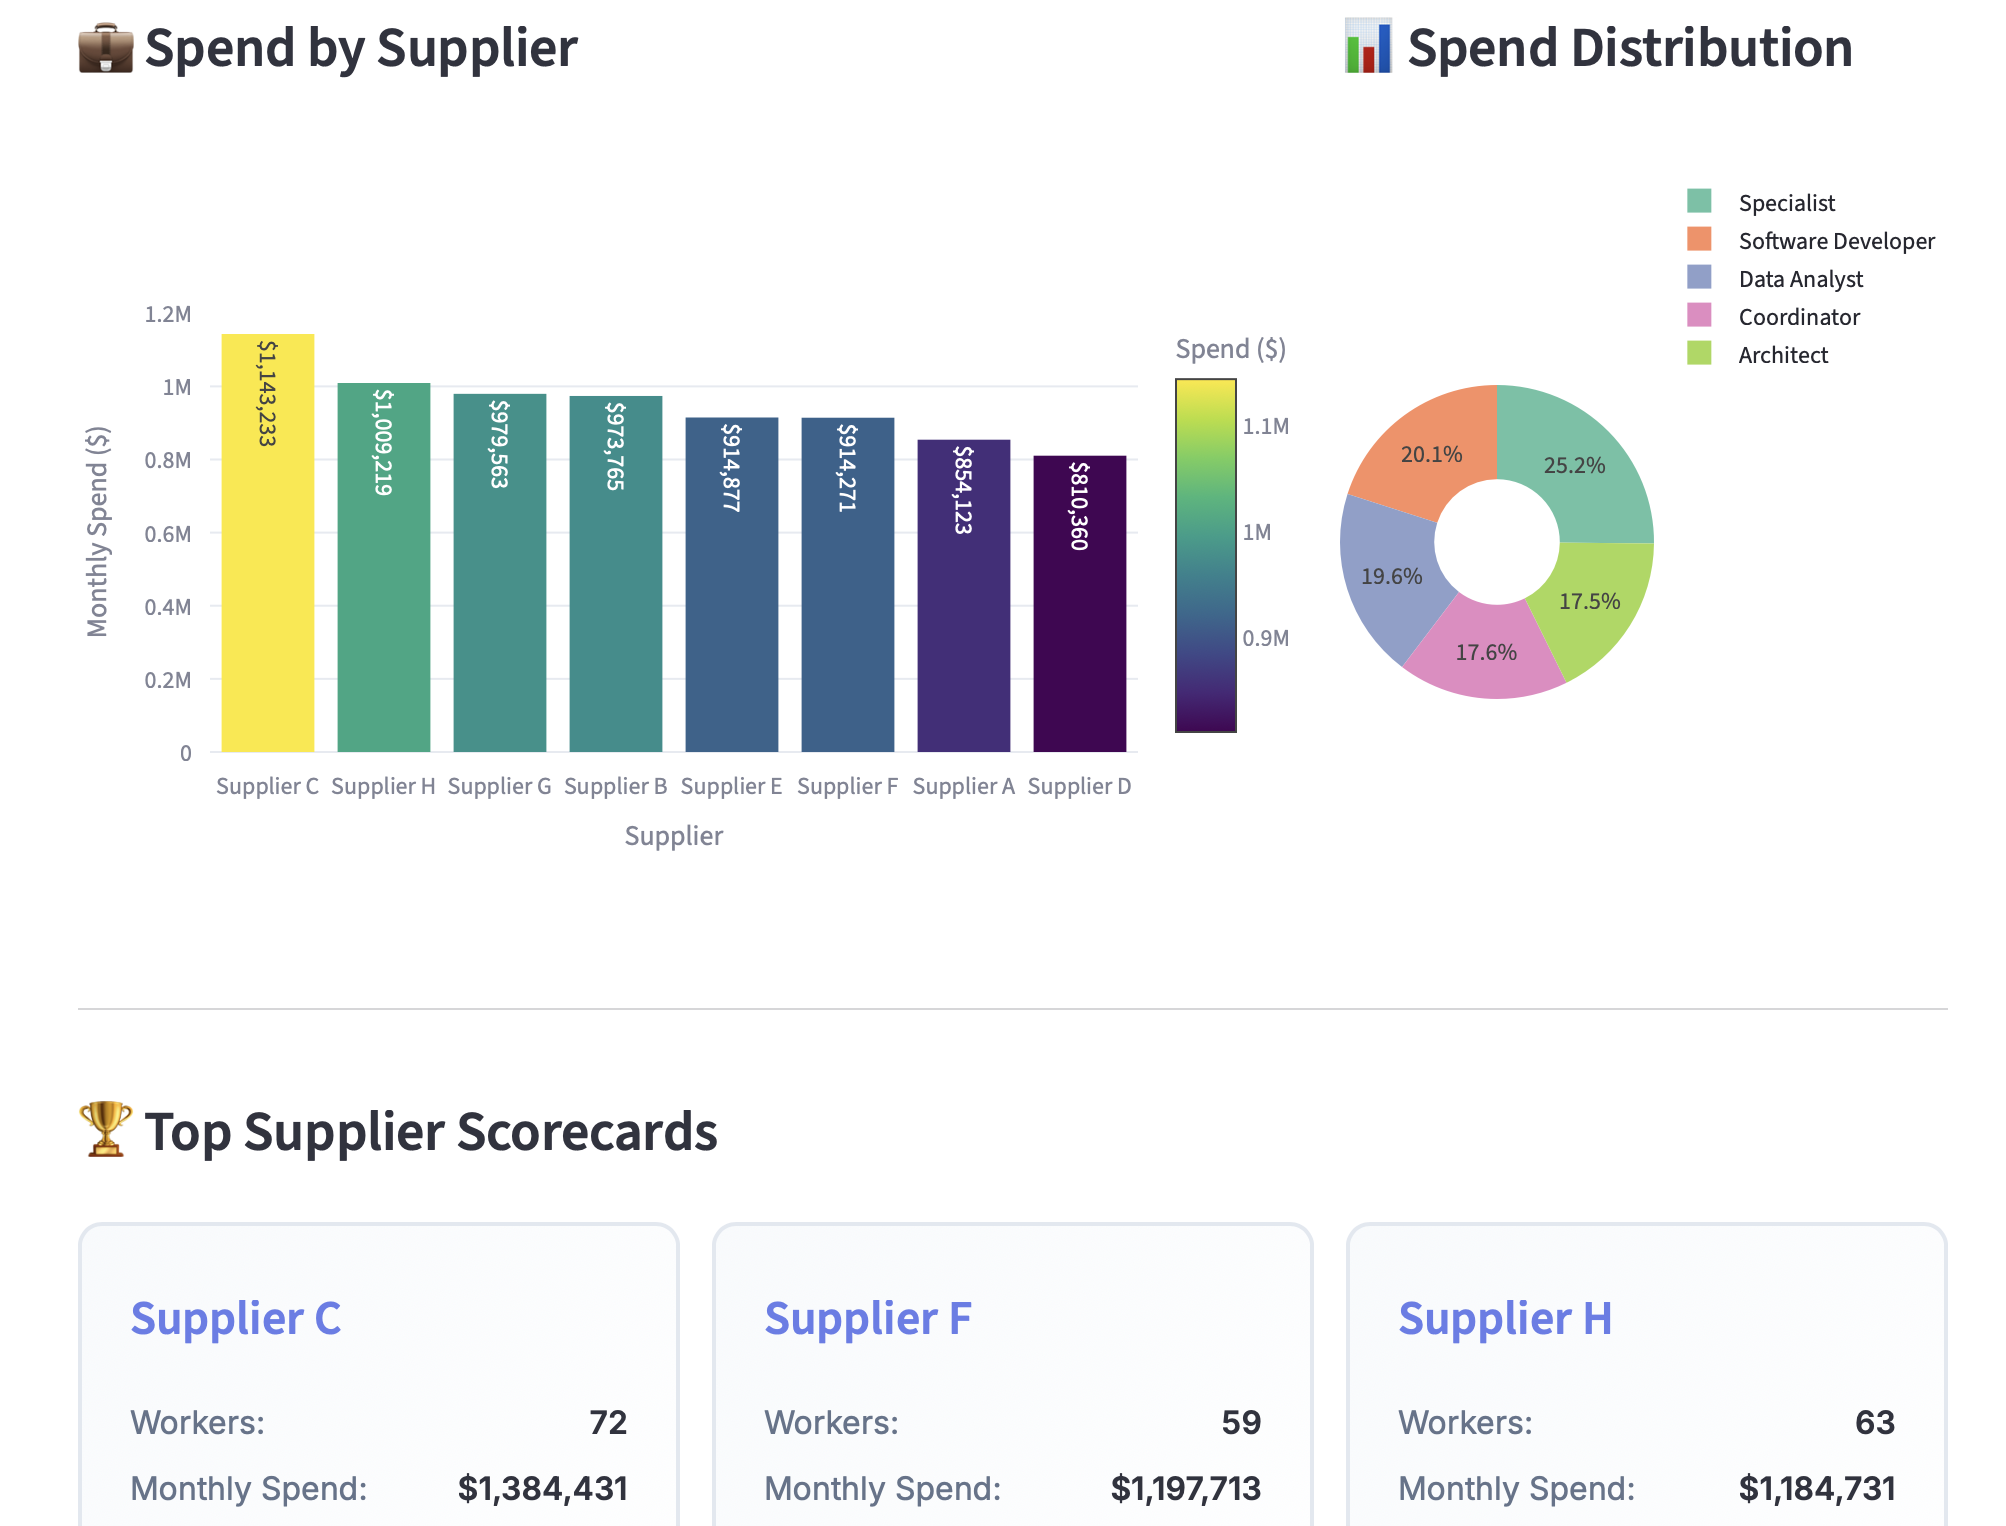 Spend by Supplier
Spend Distribution
1.2M
1M
0.8M
0.6M
0.4M
0.2M
0
Monthly Spend ($)
$1,143,233
$1,009,219
$979,563
$973,765
$914,877
$914,271
$854,123
$810,360
Supplier C
Supplier H
Supplier G
Supplier B
Supplier E
Supplier F
Supplier A
Supplier D
Supplier
Spend ($)
1.1M
1M
0.9M
Specialist
Software Developer
Data Analyst
Coordinator
Architect
20.1%
25.2%
19.6%
17.5%
17.6%
Top Supplier Scorecards
Supplier C
Workers: 72
Monthly Spend: $1,384,431
Supplier F
Workers: 59
Monthly Spend: $1,197,713
Supplier H
Workers: 63
Monthly Spend: $1,184,731